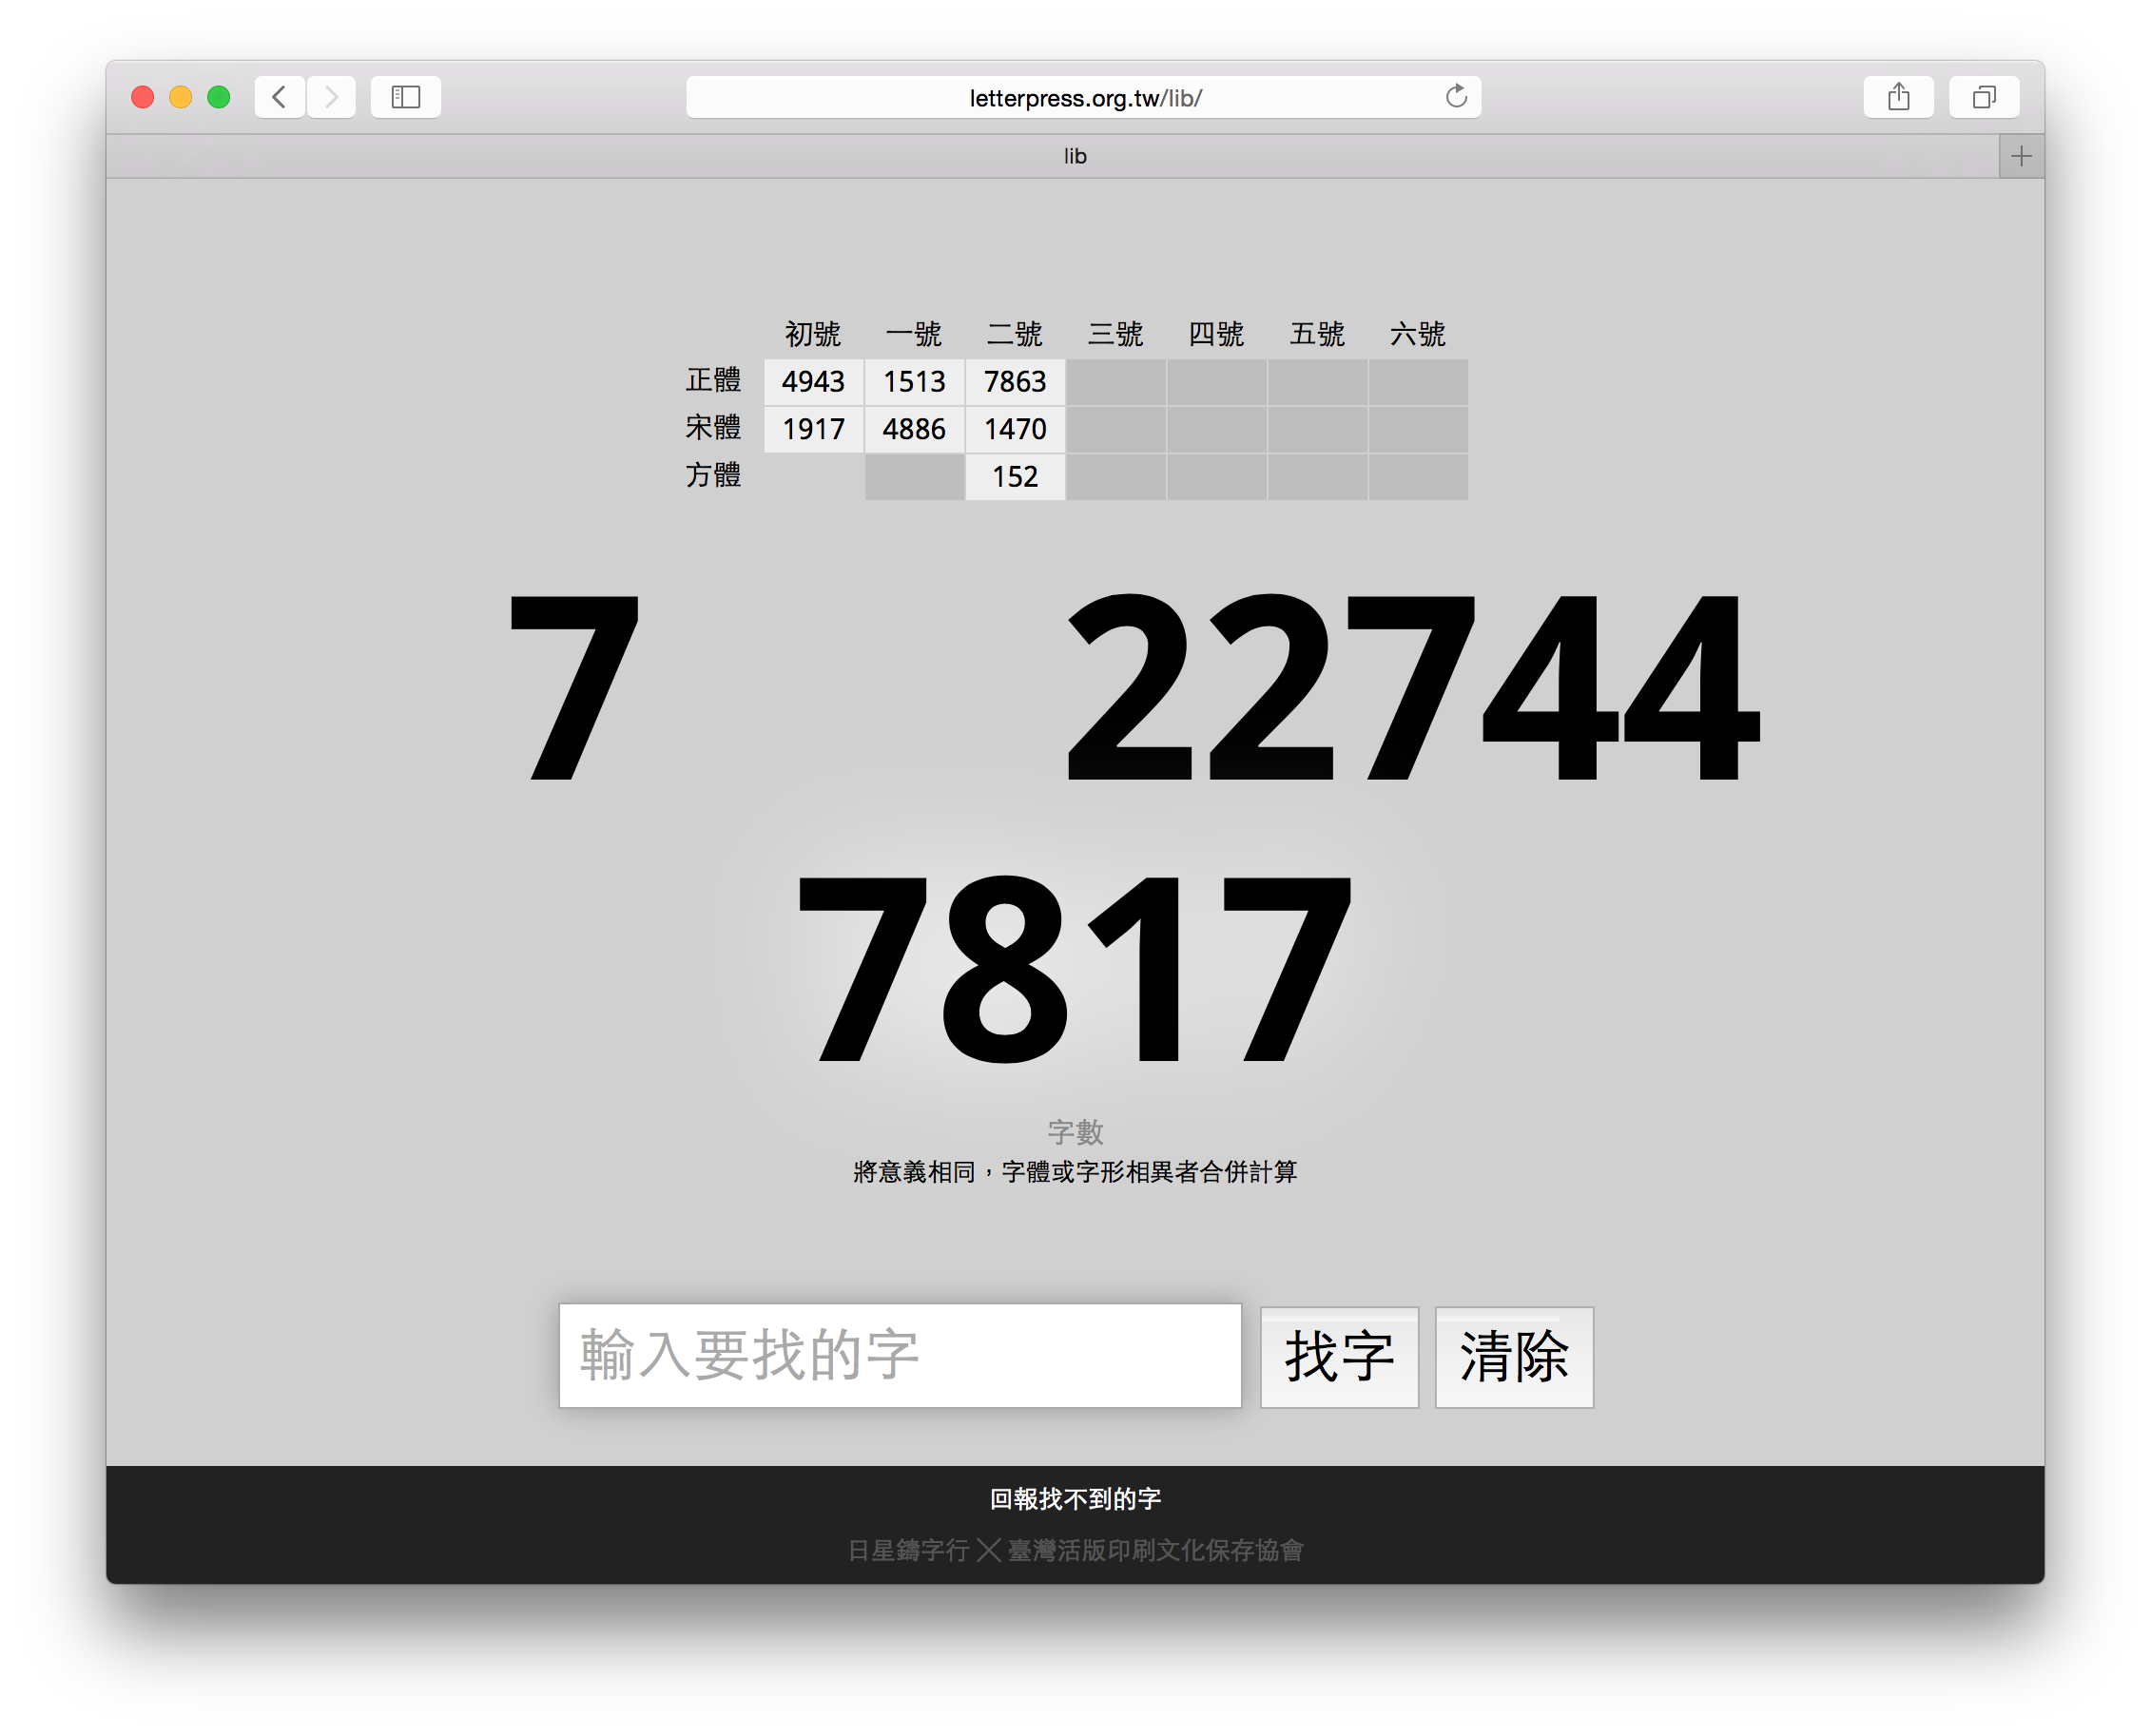 letterpress.org.tw/lib/
lib
初號 一號 二號 三號 四號 五號 六號
正體 4943 1513 7863
宋體 1917 4886 1470
方體 152
7 22744
7817
字數
將意義相同，字體或字形相異者合併計算
輸入要找的字 找字 清除
回報找不到的字
日星鑄字行╳臺灣活版印刷文化保存協會